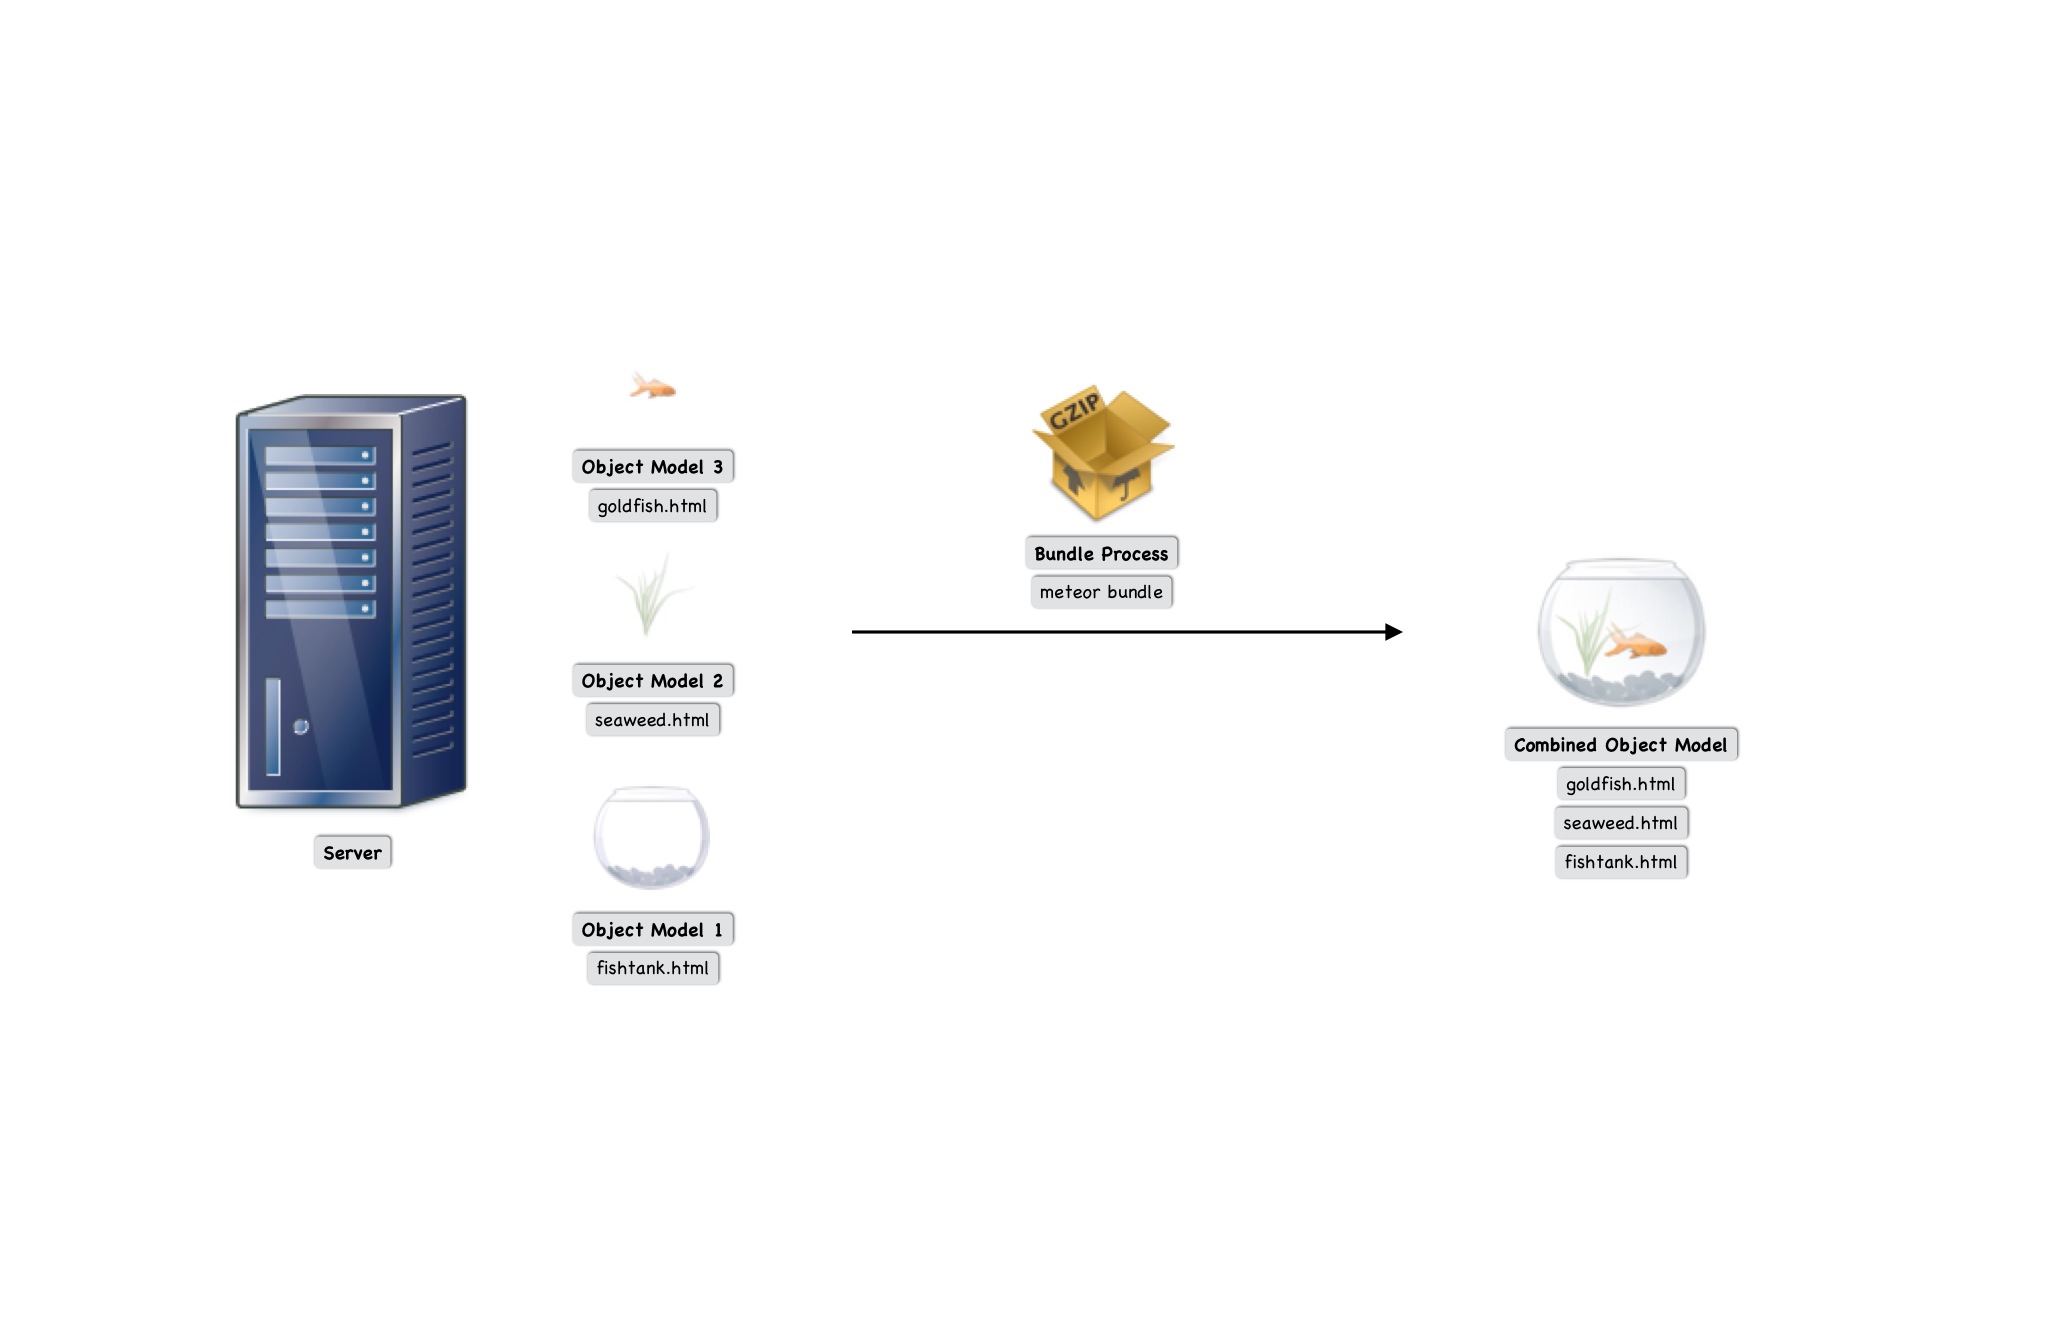 Server
Object Model 3
goldfish.html
Object Model 2
seaweed.html
Object Model 1
fishtank.html
GZIP
Bundle Process
meteor bundle
Combined Object Model
goldfish.html
seaweed.html
fishtank.html